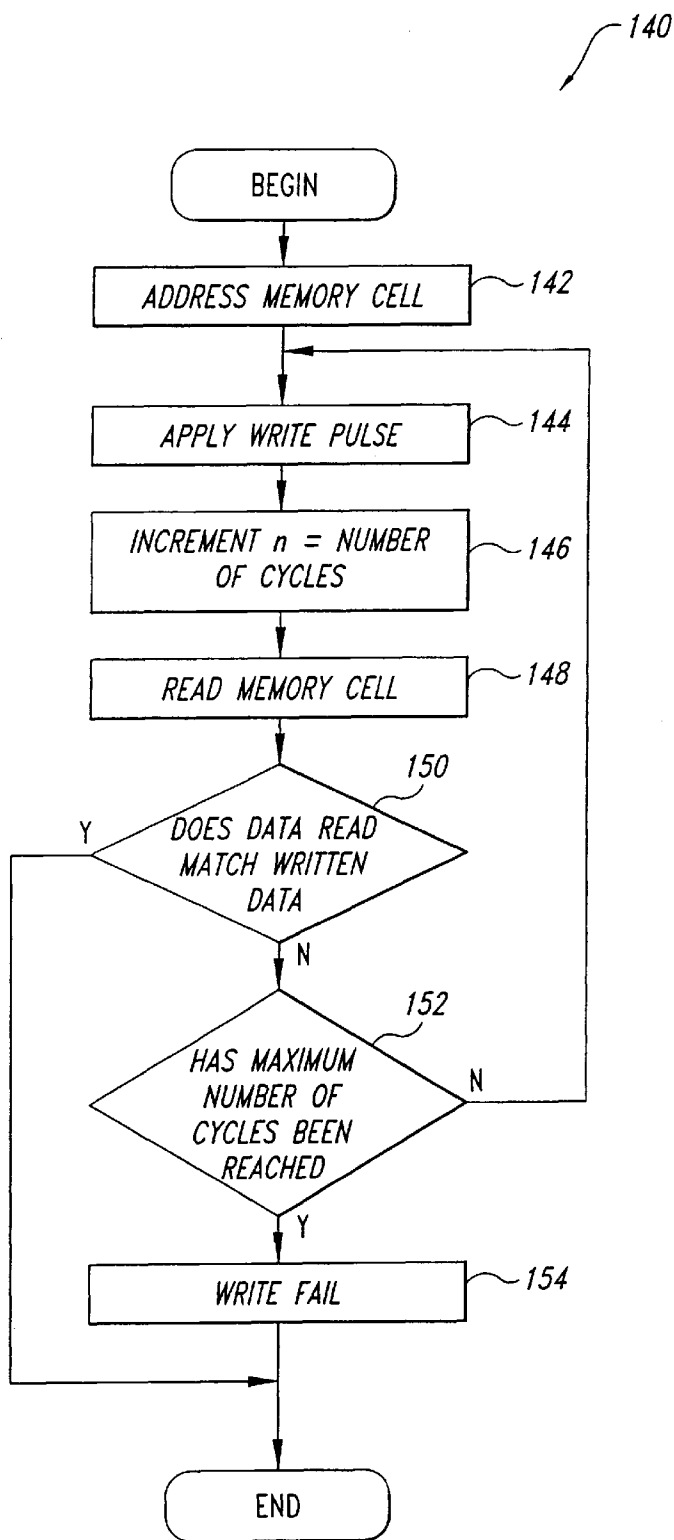 140
BEGIN
ADDRESS MEMORY CELL
142
APPLY WRITE PULSE
144
INCREMENT n = NUMBER
OF CYCLES
146
READ MEMORY CELL
148
150
Y
DOES DATA READ
MATCH WRITTEN
DATA
N
152
HAS MAXIMUM
NUMBER OF
CYCLES BEEN
REACHED
N
Y
WRITE FAIL
154
END